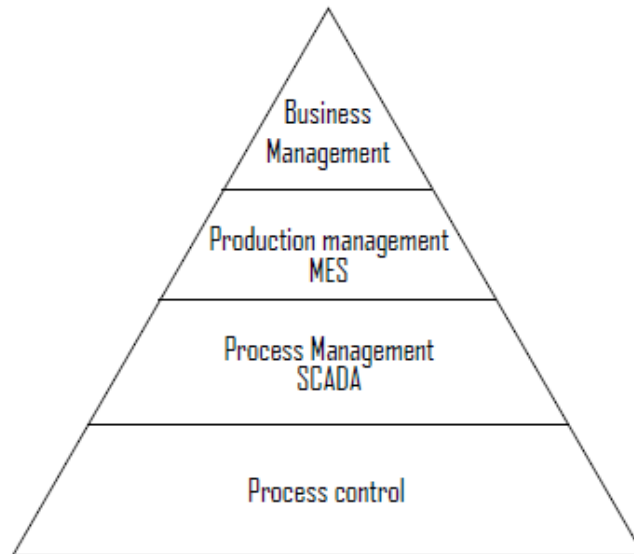 Business
Management
Production management
MES
Process Management
SCADA
Process control